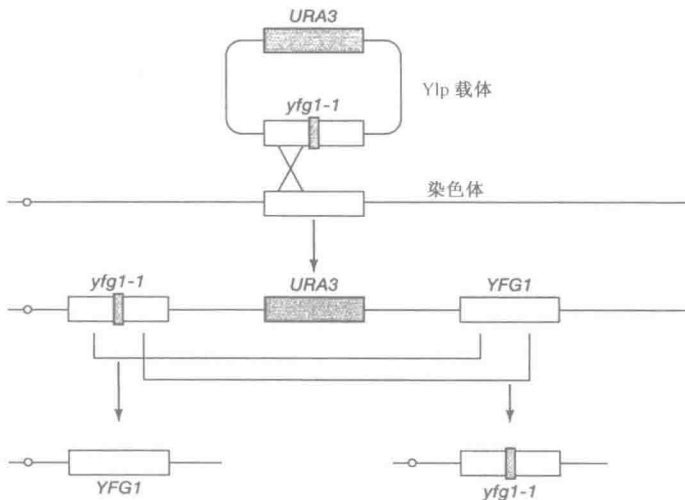 URA3
YIp 载体
yfg1-1
染色体
yfg1-1
URA3
YFG1
YFG1
yfg1-1